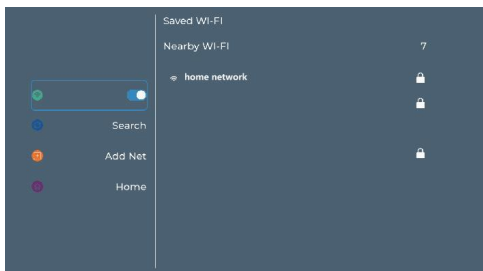 Saved WI-FI
Nearby WI-FI 7
home network
Search
Add Net
Home